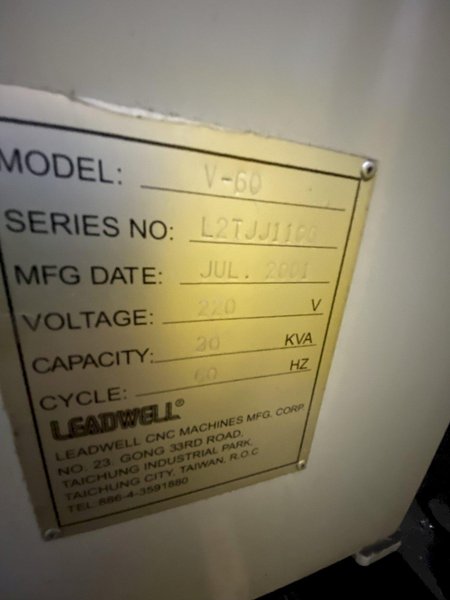 MODEL: V-60
SERIES NO:
MFG DATE: JUL. 2001
VOLTAGE: 220 V
CAPACITY: 20 KVA
CYCLE: 60 HZ
LEADWELL®
LEADWELL CNC MACHINES MFG. CORP.
NO. 23. GONG 33RD ROAD,
TAICHUNG INDUSTRIAL PARK,
TAICHUNG CITY, TAIWAN, R.O.C
TEL:886-4-3591880